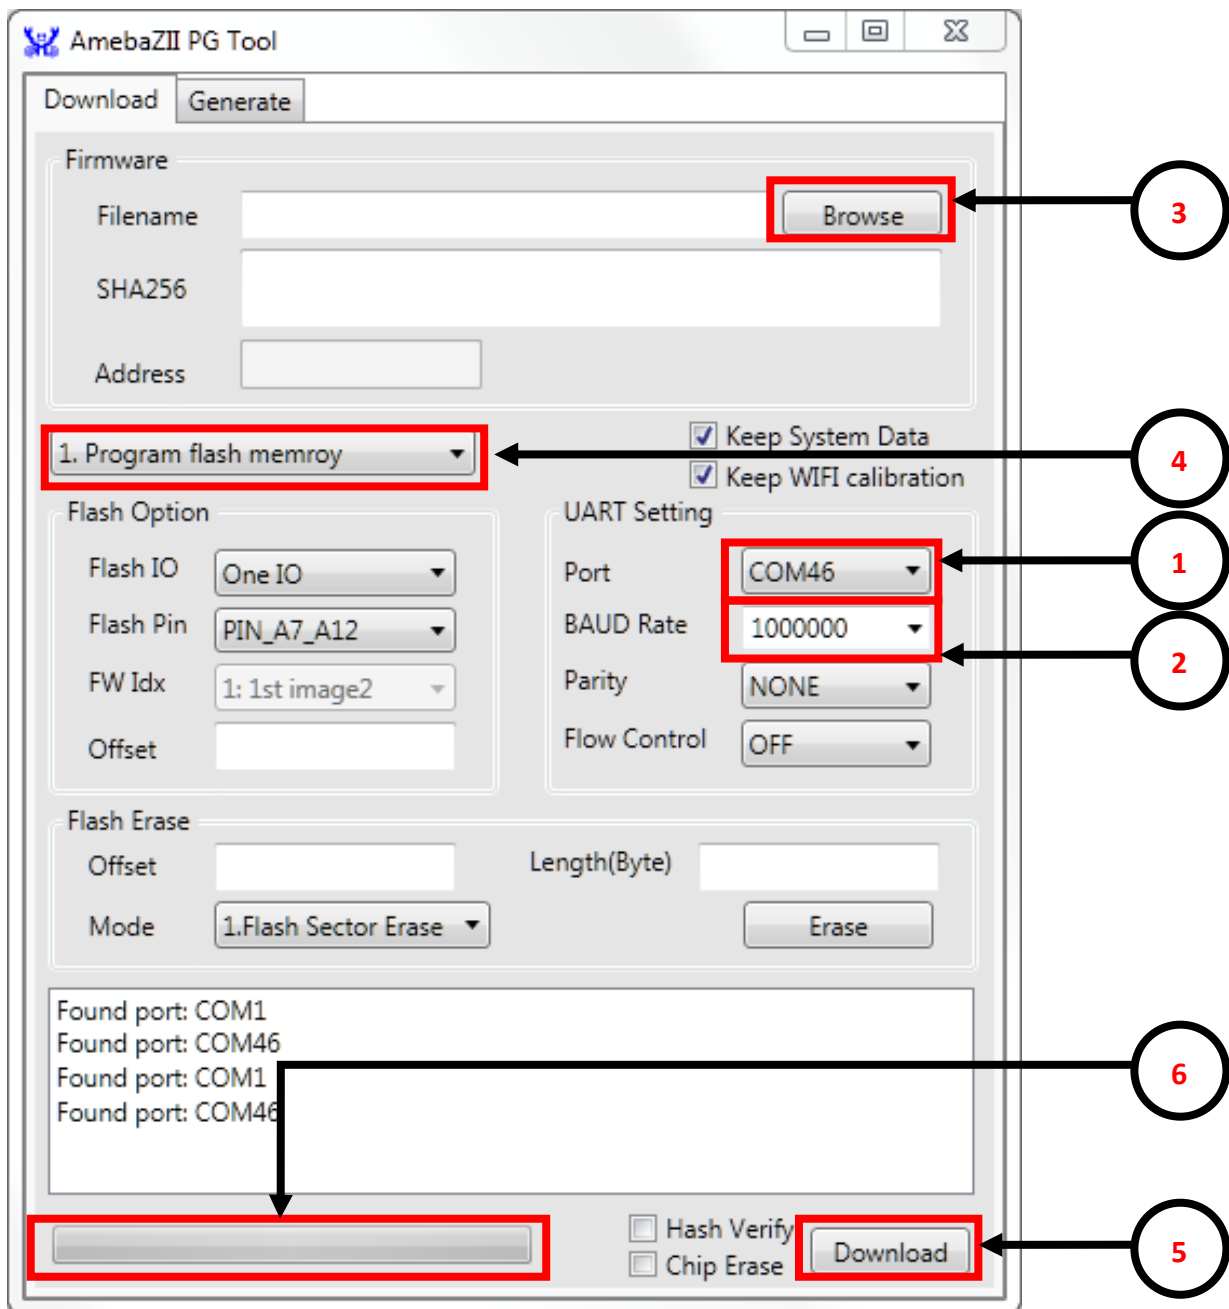 AmebaZII PG Tool
Download Generate
Firmware
Filename Browse 3
SHA256
Address
1. Program flash memroy
Keep System Data
Keep WIFI calibration
4
Flash Option
Flash IO One IO
Flash Pin PIN_A7_A12
FW Idx 1: 1st image2
Offset
UART Setting
Port COM46 1
BAUD Rate 1000000 2
Parity NONE
Flow Control OFF
Flash Erase
Offset Length(Byte)
Mode 1.Flash Sector Erase Erase
Found port: COM1
Found port: COM46
Found port: COM1
Found port: COM46
6
Hash Verify
Chip Erase
Download 5